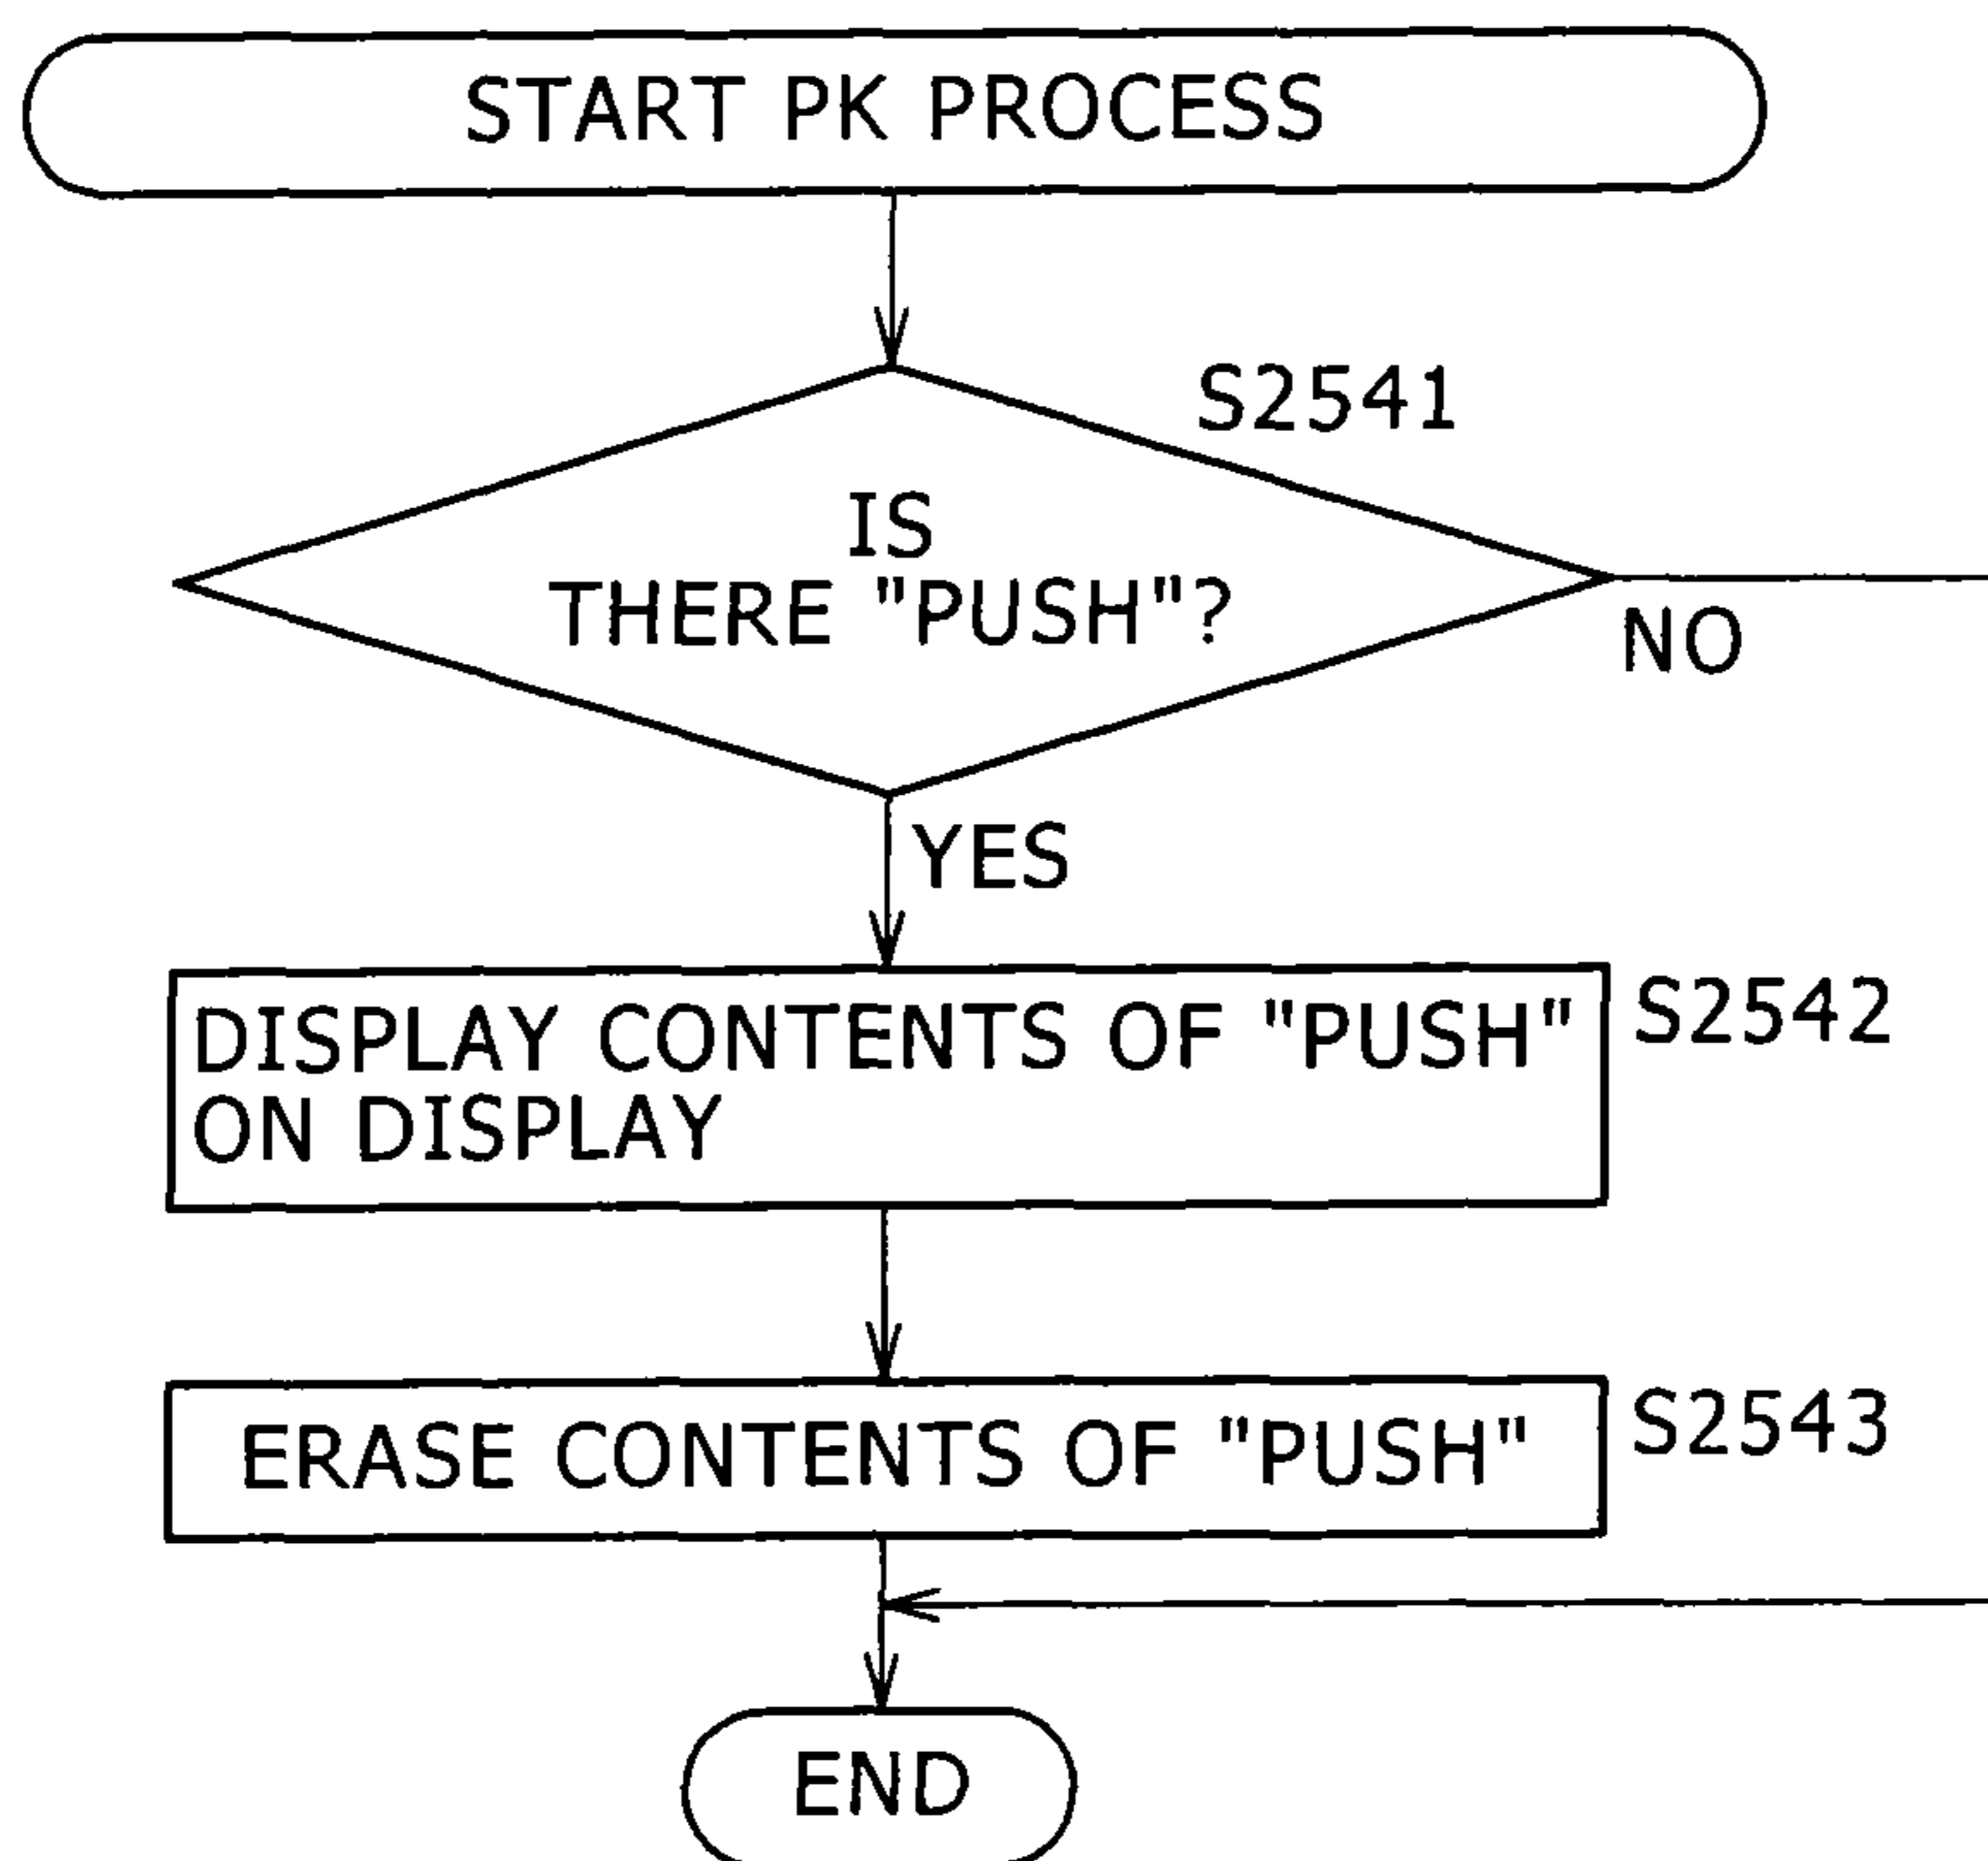 START PK PROCESS
S2541
IS
THERE "PUSH"?
NO
YES
DISPLAY CONTENTS OF "PUSH"
ON DISPLAY
S2542
ERASE CONTENTS OF "PUSH"
S2543
END